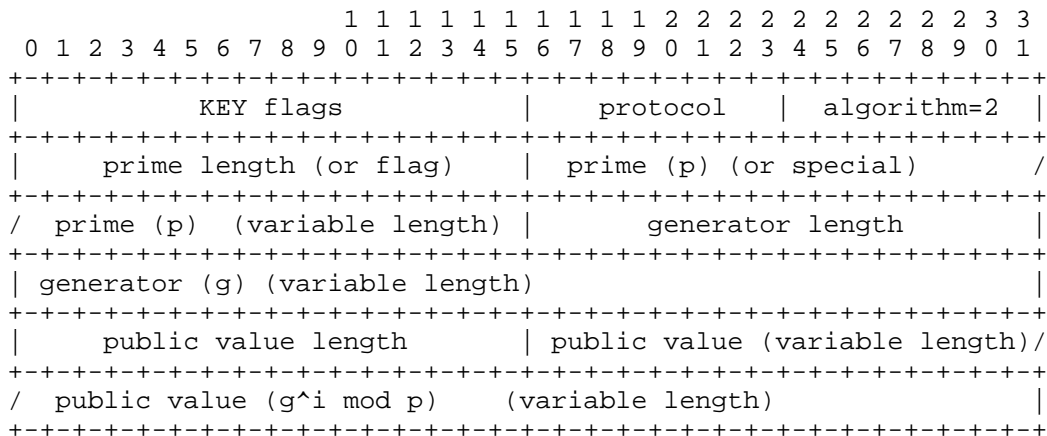 1 1 1 1 1 1 1 1 1 1 2 2 2 2 2 2 2 2 2 2 3 3
 0 1 2 3 4 5 6 7 8 9 0 1 2 3 4 5 6 7 8 9 0 1 2 3 4 5 6 7 8 9 0 1
+-+-+-+-+-+-+-+-+-+-+-+-+-+-+-+-+-+-+-+-+-+-+-+-+-+-+-+-+-+-+-+-+
|           KEY flags           |    protocol   |  algorithm=2  |
+-+-+-+-+-+-+-+-+-+-+-+-+-+-+-+-+-+-+-+-+-+-+-+-+-+-+-+-+-+-+-+-+
|     prime length (or flag)    |  prime (p) (or special)       /
+-+-+-+-+-+-+-+-+-+-+-+-+-+-+-+-+-+-+-+-+-+-+-+-+-+-+-+-+-+-+-+-+
/  prime (p)  (variable length) |       generator length        |
+-+-+-+-+-+-+-+-+-+-+-+-+-+-+-+-+-+-+-+-+-+-+-+-+-+-+-+-+-+-+-+-+
| generator (g) (variable length)                               |
+-+-+-+-+-+-+-+-+-+-+-+-+-+-+-+-+-+-+-+-+-+-+-+-+-+-+-+-+-+-+-+-+
|     public value length       | public value (variable length)/
+-+-+-+-+-+-+-+-+-+-+-+-+-+-+-+-+-+-+-+-+-+-+-+-+-+-+-+-+-+-+-+-+
/  public value (g^i mod p)    (variable length)                |
+-+-+-+-+-+-+-+-+-+-+-+-+-+-+-+-+-+-+-+-+-+-+-+-+-+-+-+-+-+-+-+-+